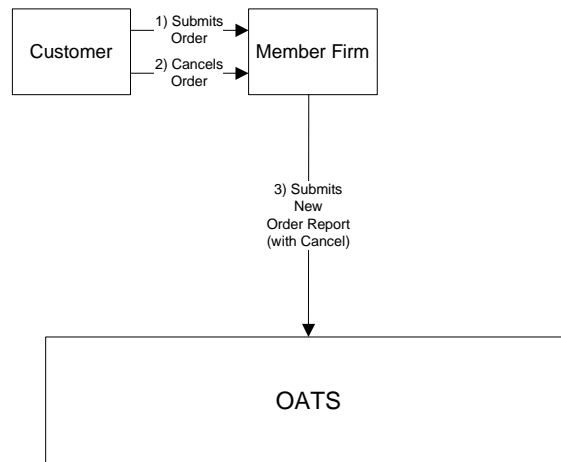 Customer
1) Submits
Order
2) Cancels
Order
Member Firm
3) Submits
New
Order Report
(with Cancel)
OATS